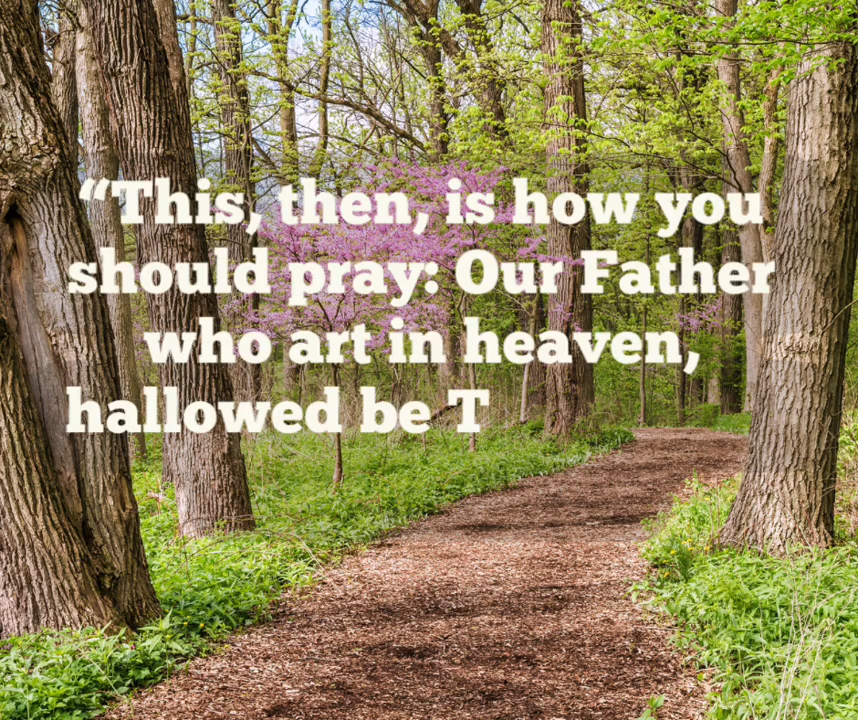 “This, then, is how you
should pray: Our Father
who art in heaven,
hallowed be T